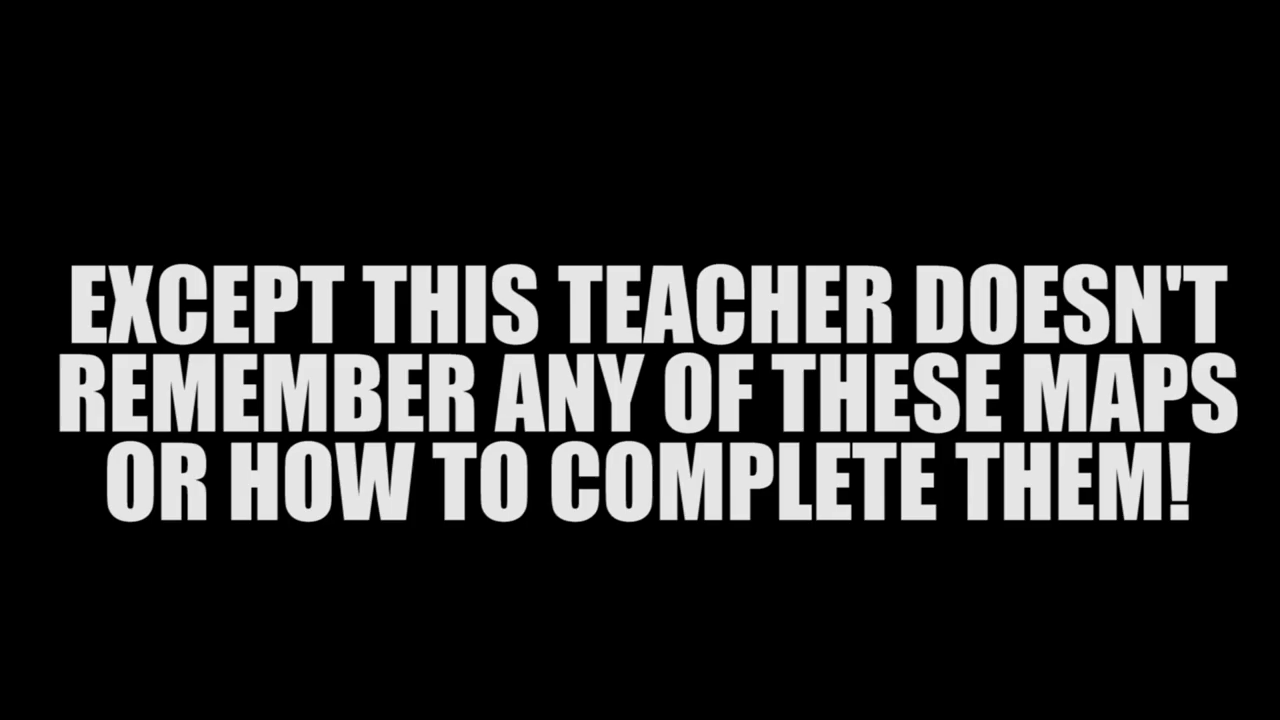 EXCEPT THIS TEACHER DOESN'T
REMEMBER ANY OF THESE MAPS
OR HOW TO COMPLETE THEM!